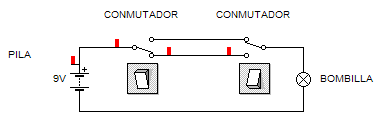 CONMUTADOR CONMUTADOR
PILA
+
9V
BOMBILLA